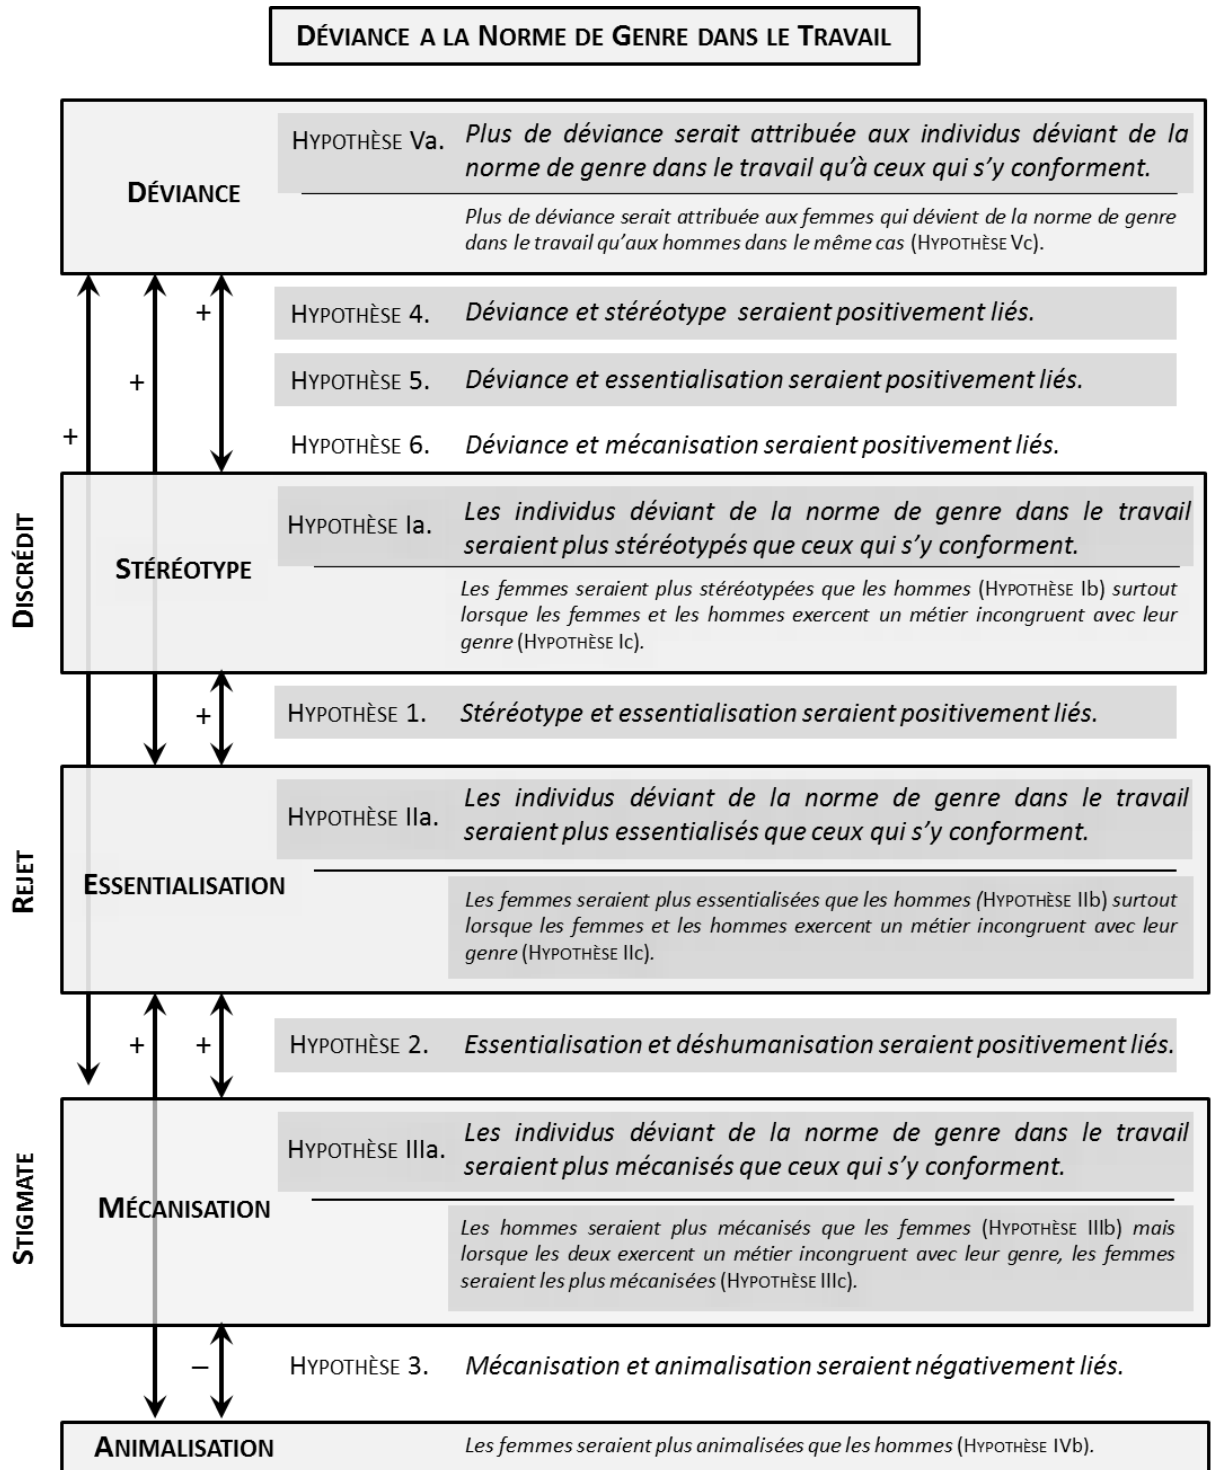 DÉVIANCE A LA NORME DE GENRE DANS LE TRAVAIL
DÉVIANCE
HYPOTHÈSE Va.
Plus de déviance serait attribuée aux individus déviant de la
norme de genre dans le travail qu’à ceux qui s’y conforment.
Plus de déviance serait attribuée aux femmes qui dévient de la norme de genre
dans le travail qu’aux hommes dans le même cas (HYPOTHÈSE Vc).
+
HYPOTHÈSE 4. Déviance et stéréotype seraient positivement liés.
+
HYPOTHÈSE 5. Déviance et essentialisation seraient positivement liés.
+
HYPOTHÈSE 6. Déviance et mécanisation seraient positivement liés.
DISCRÉDIT
STÉRÉOTYPE
HYPOTHÈSE Ia.
Les individus déviant de la norme de genre dans le travail
seraient plus stéréotypés que ceux qui s’y conforment.
Les femmes seraient plus stéréotypées que les hommes (HYPOTHÈSE Ib) surtout
lorsque les femmes et les hommes exercent un métier incongruent avec leur
genre (HYPOTHÈSE Ic).
+
HYPOTHÈSE 1. Stéréotype et essentialisation seraient positivement liés.
REJET
ESSENTIALISATION
HYPOTHÈSE IIa.
Les individus déviant de la norme de genre dans le travail
seraient plus essentialisés que ceux qui s’y conforment.
Les femmes seraient plus essentialisées que les hommes (HYPOTHÈSE IIb) surtout
lorsque les femmes et les hommes exercent un métier incongruent avec leur
genre (HYPOTHÈSE IIc).
+ +
HYPOTHÈSE 2. Essentialisation et déshumanisation seraient positivement liés.
STIGMATE
MÉCANISATION
HYPOTHÈSE IIIa.
Les individus déviant de la norme de genre dans le travail
seraient plus mécanisés que ceux qui s’y conforment.
Les hommes seraient plus mécanisés que les femmes (HYPOTHÈSE IIIb) mais
lorsque les deux exercent un métier incongruent avec leur genre, les femmes
seraient les plus mécanisées (HYPOTHÈSE IIIc).
–
HYPOTHÈSE 3. Mécanisation et animalisation seraient négativement liés.
ANIMALISATION
Les femmes seraient plus animalisées que les hommes (HYPOTHÈSE IVb).